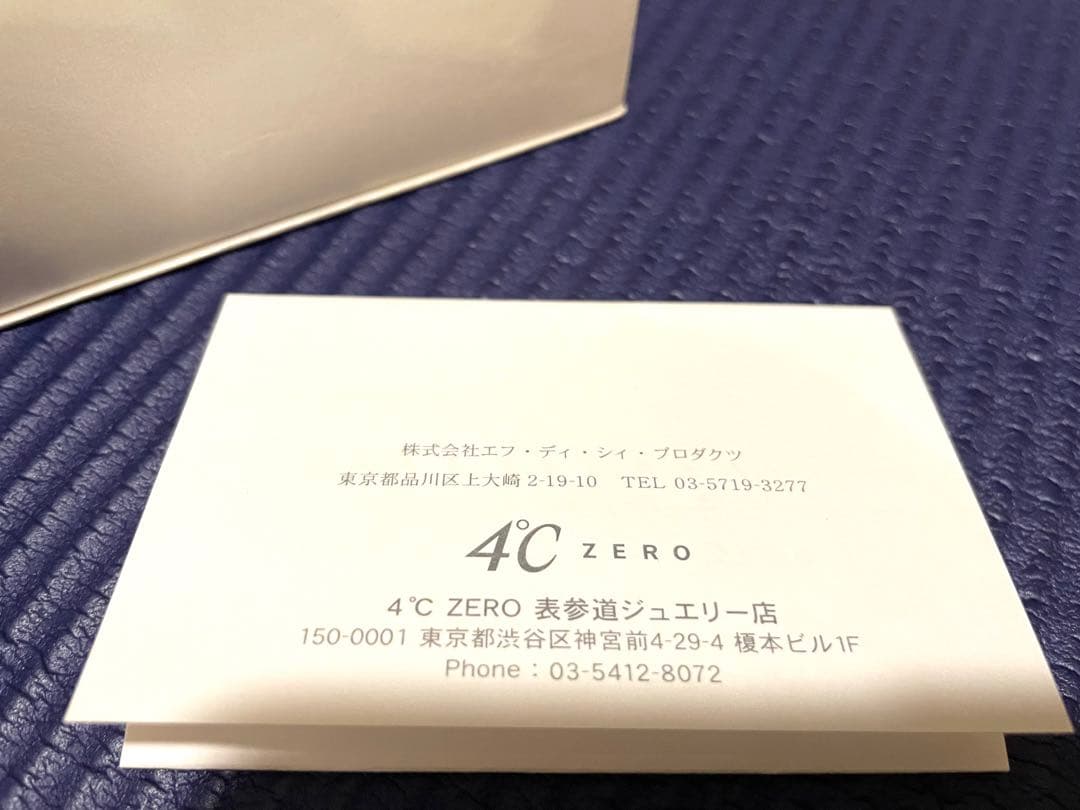 株式会社エフ・ディ・シィ・プロダクツ
東京都品川区上大崎 2-19-10 TEL 03-5719-3277
4℃ ZERO
4℃ ZERO 表参道ジュエリー店
150-0001 東京都渋谷区神宮前4-29-4 榎本ビル1F
Phone : 03-5412-8072